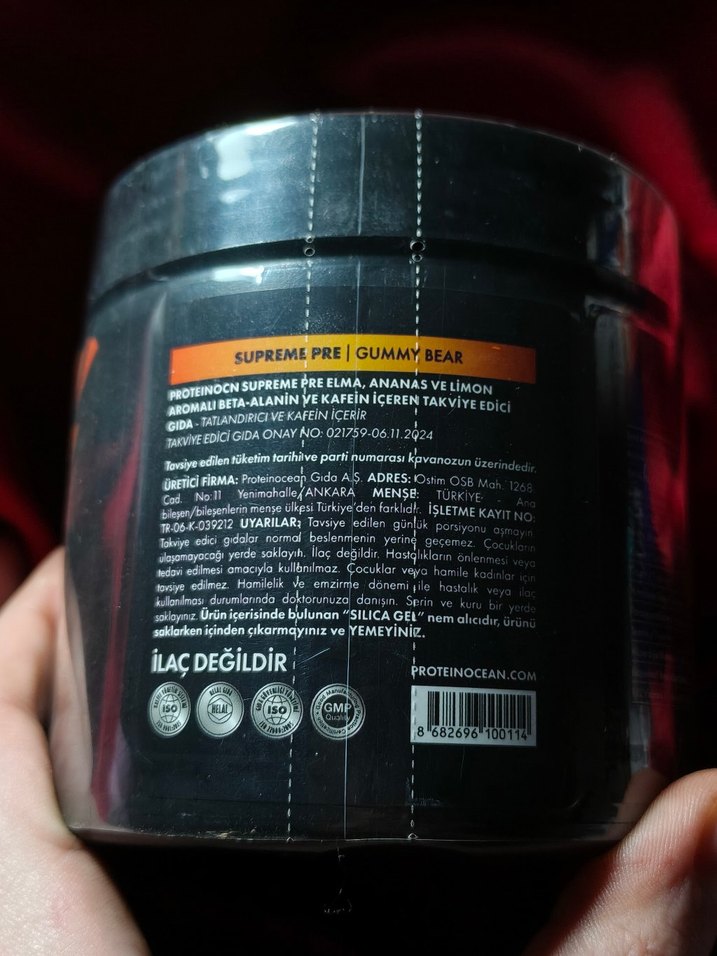 SUPREME PRE | GUMMY BEAR
PROTEINOCN SUPREME PRE ELMA, ANANAS VE LİMON
AROMALI BETA-ALANİN VE KAFEİN İÇEREN TAKVİYE EDİCİ
GIDA - TATLANDIRICI VE KAFEİN İÇERİR
TAKVİYE EDİCİ GIDA ONAY NO: 021759-06.11.2024
Tavsiye edilen tüketim tarihi ve parti numarası kavanozun üzerindedir.
ÜRETİCİ FİRMA: Proteinocean Gıda A.Ş. ADRES: Ostim OSB Mah. 1268
Cad. No:11 Yenimahalle/ANKARA MENŞE: TÜRKİYE- Ana
bileşen/bileşenlerin menşe ülkesi Türkiye'den farklıdır. İŞLETME KAYIT NO:
TR-06-K-039212 UYARILAR: Tavsiye edilen günlük porsiyonu aşmayın.
Takviye edici gıdalar normal beslenmenin yerine geçemez. Çocukların
ulaşamayacağı yerde saklayın. İlaç değildir. Hastalıkların önlenmesi veya
tedavi edilmesi amacıyla kullanılmaz. Çocuklar veya hamile kadınlar için
tavsiye edilmez. Hamilelik ve emzirme dönemi ile hastalık veya ilaç
kullanılması durumlarında doktorunuza danışın. Serin ve kuru bir yerde
saklayınız. Ürün içerisinde bulunan "SILICA GEL" nem alıcıdır, ürünü
saklarken içinden çıkarmayınız ve YEMEYİNİZ.
İLAÇ DEĞİLDİR
PROTEINOCEAN.COM
ISO
HELAL
ISO
GMP
Quality
8 682696 100114